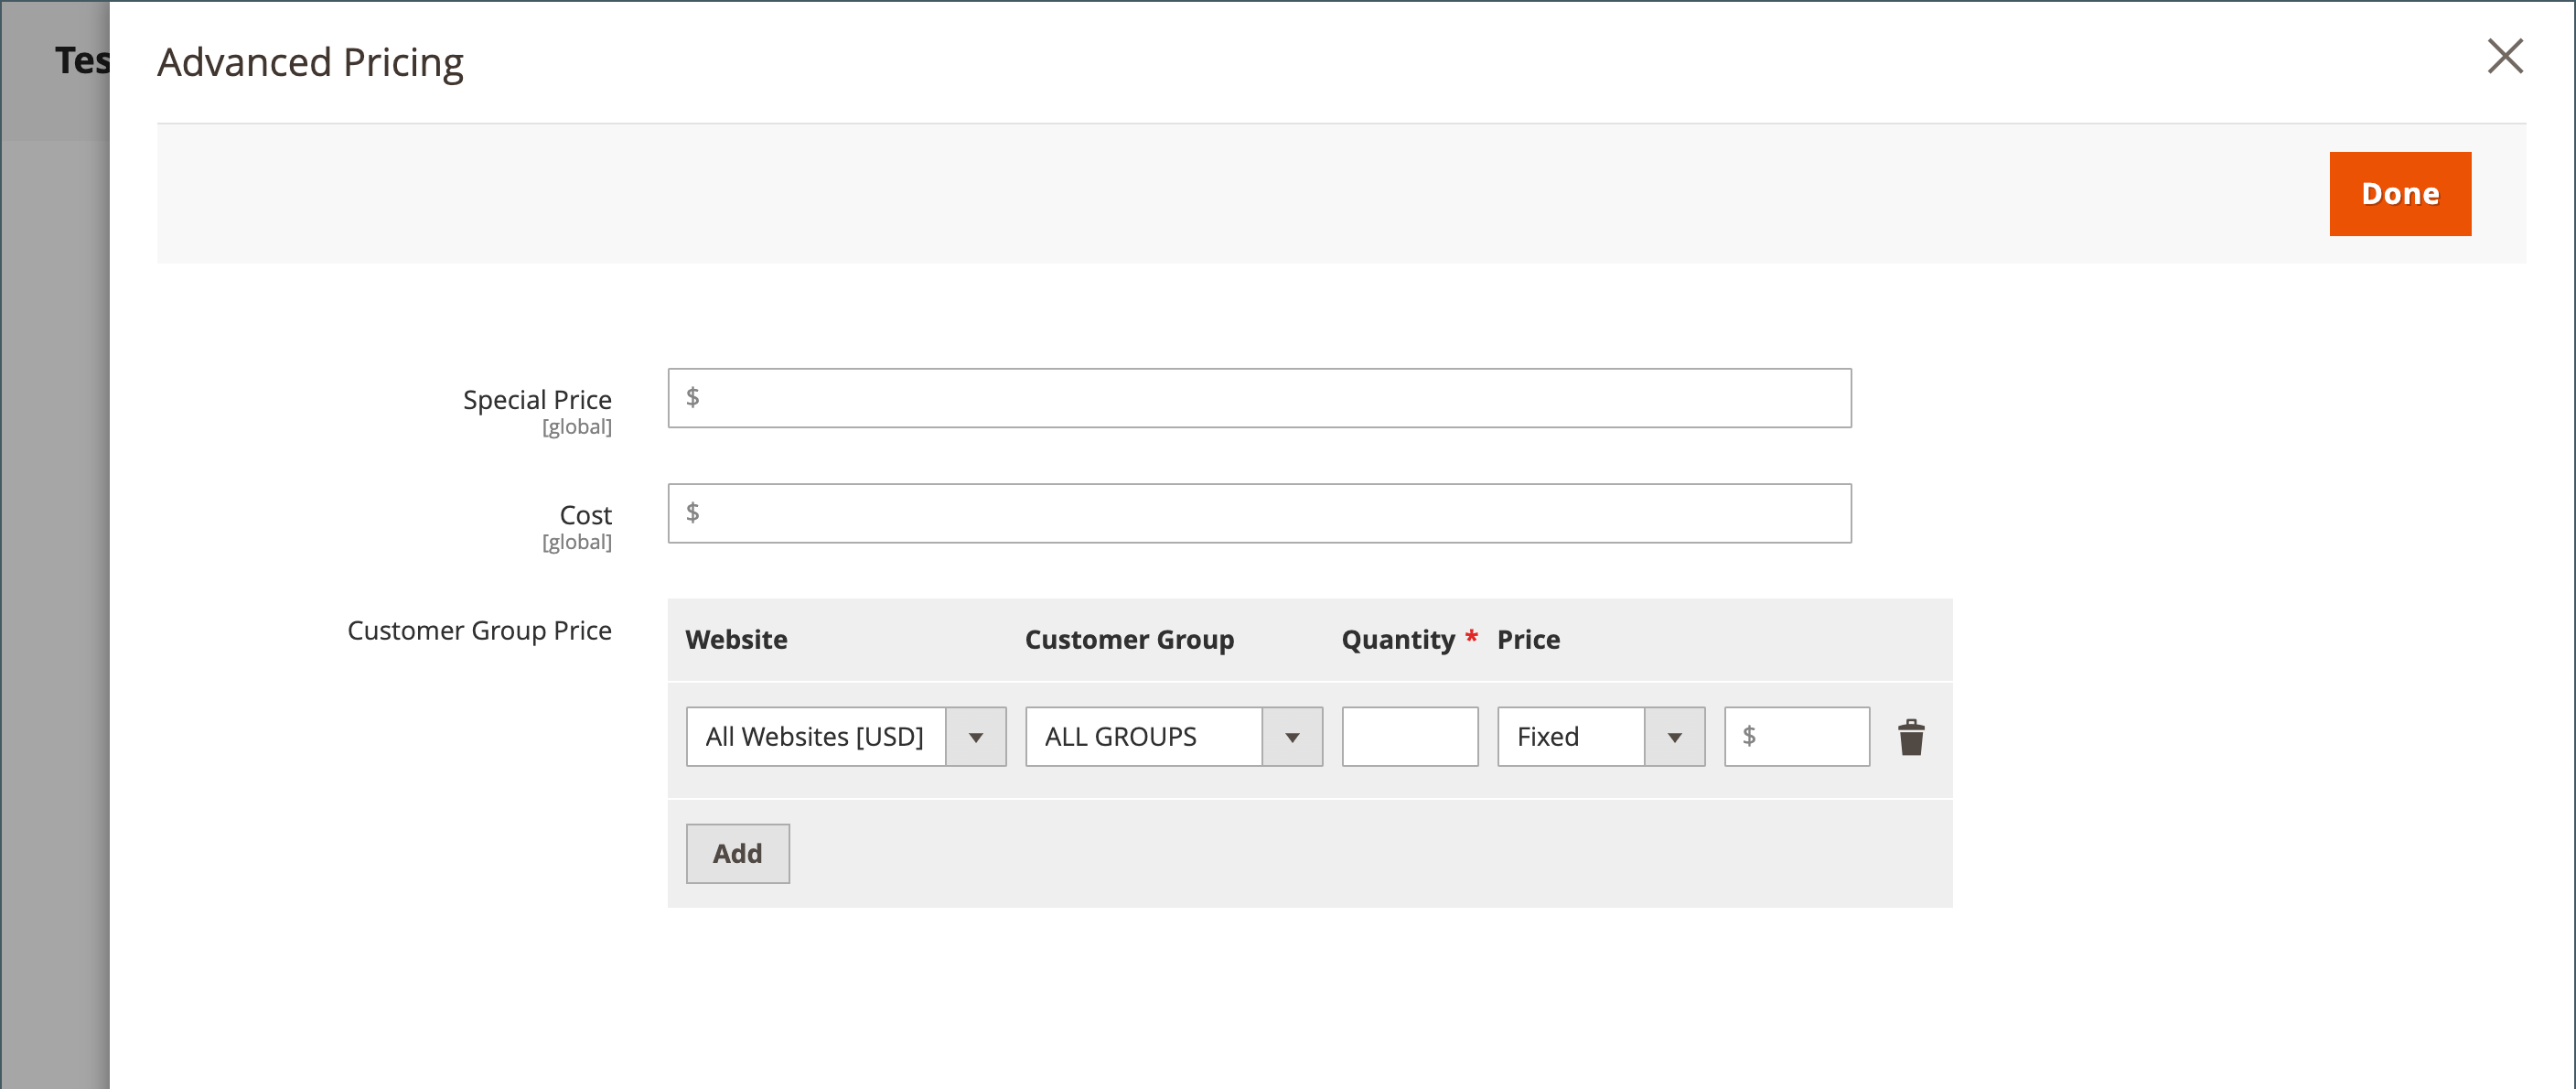 Tes
Advanced Pricing
Done
Special Price
[global]
$
Cost
[global]
$
Customer Group Price
Website Customer Group Quantity * Price
All Websites [USD] ALL GROUPS Fixed $
Add